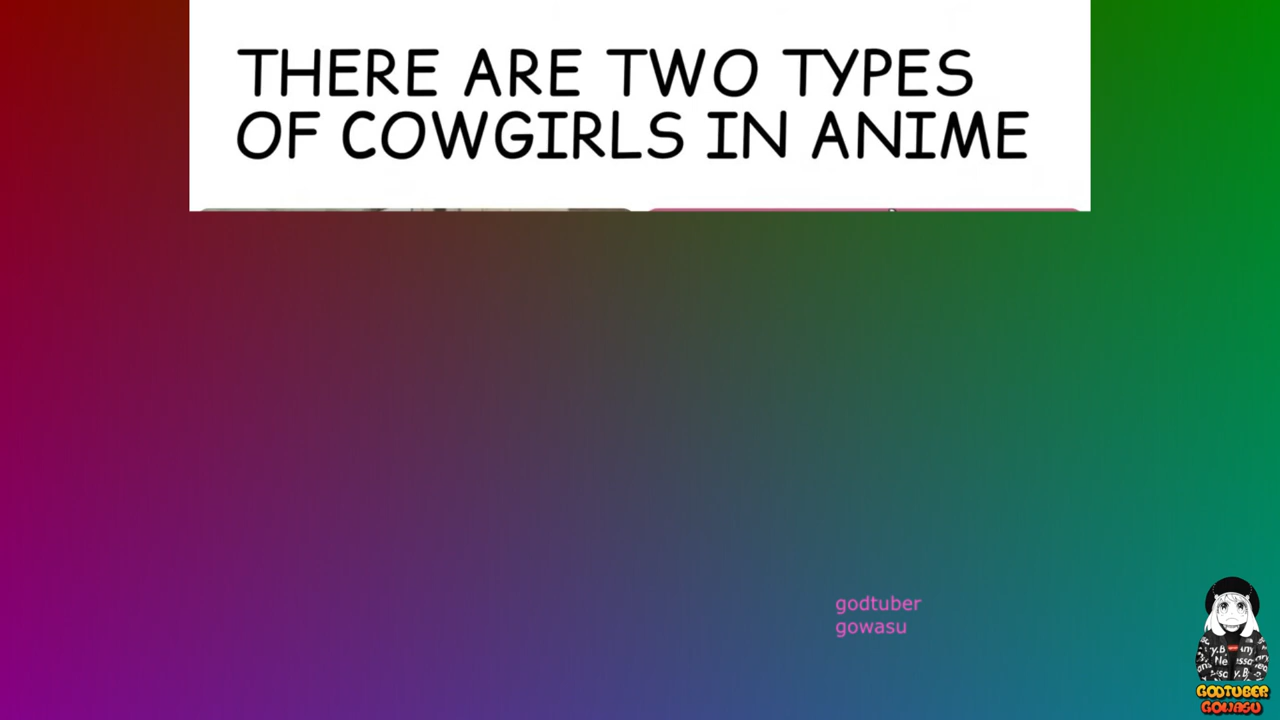 THERE ARE TWO TYPES
OF COWGIRLS IN ANIME
godtuber
gowasu
GODTUBER
GOWASU